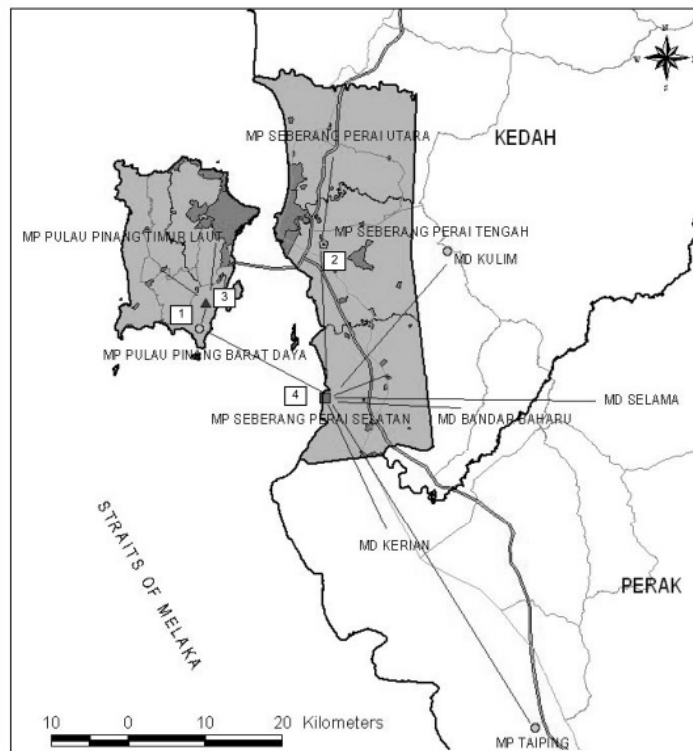 N
W
E
S
MP SEBERANG PERAI UTARA
KEDAH
MP PULAU PINANG TIMUR LAUT
MP SEBERANG PERAI TENGAH
2
MD KULIM
3
1
MP PULAU PINANG BARAT DAYA
4
MD SELAMA
MP SEBERANG PERAI SELATAN
MD BANDAR BAHARU
STRAITS OF MELAKA
MD KERIAN
PERAK
MP TAIPING
10 0 10 20 Kilometers